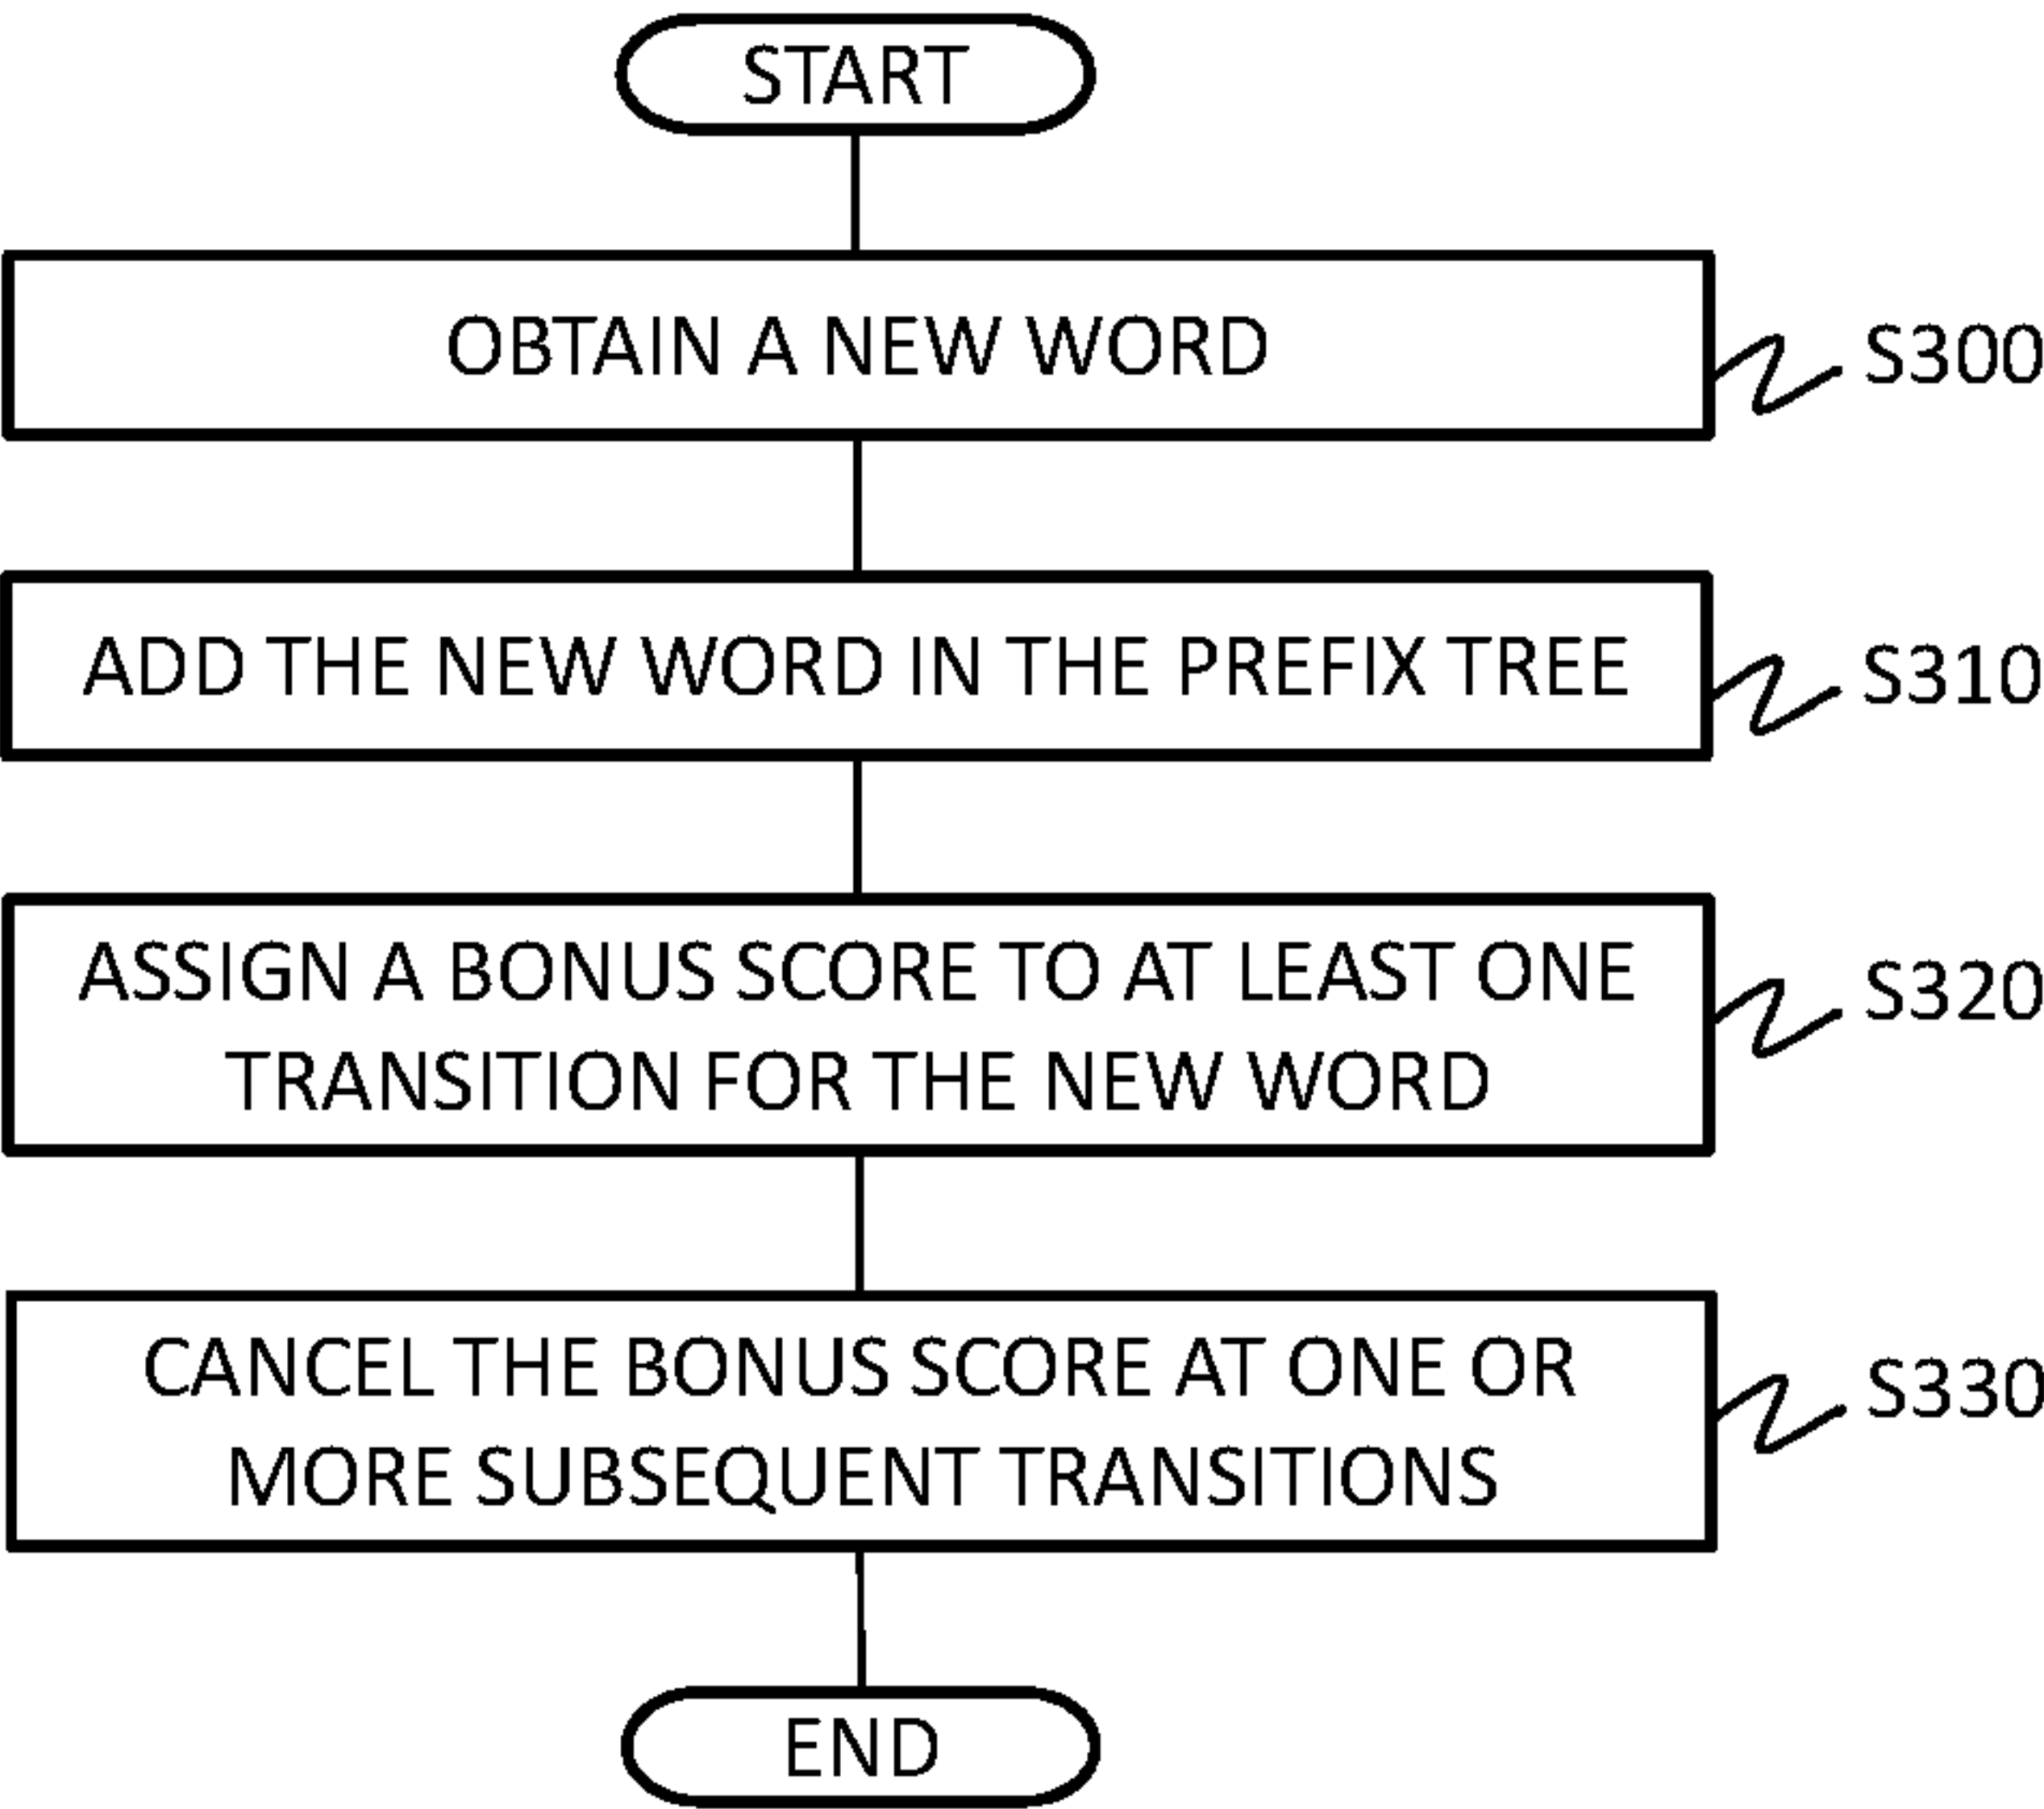 START
OBTAIN A NEW WORD
S300
ADD THE NEW WORD IN THE PREFIX TREE
S310
ASSIGN A BONUS SCORE TO AT LEAST ONE
TRANSITION FOR THE NEW WORD
S320
CANCEL THE BONUS SCORE AT ONE OR
MORE SUBSEQUENT TRANSITIONS
S330
END